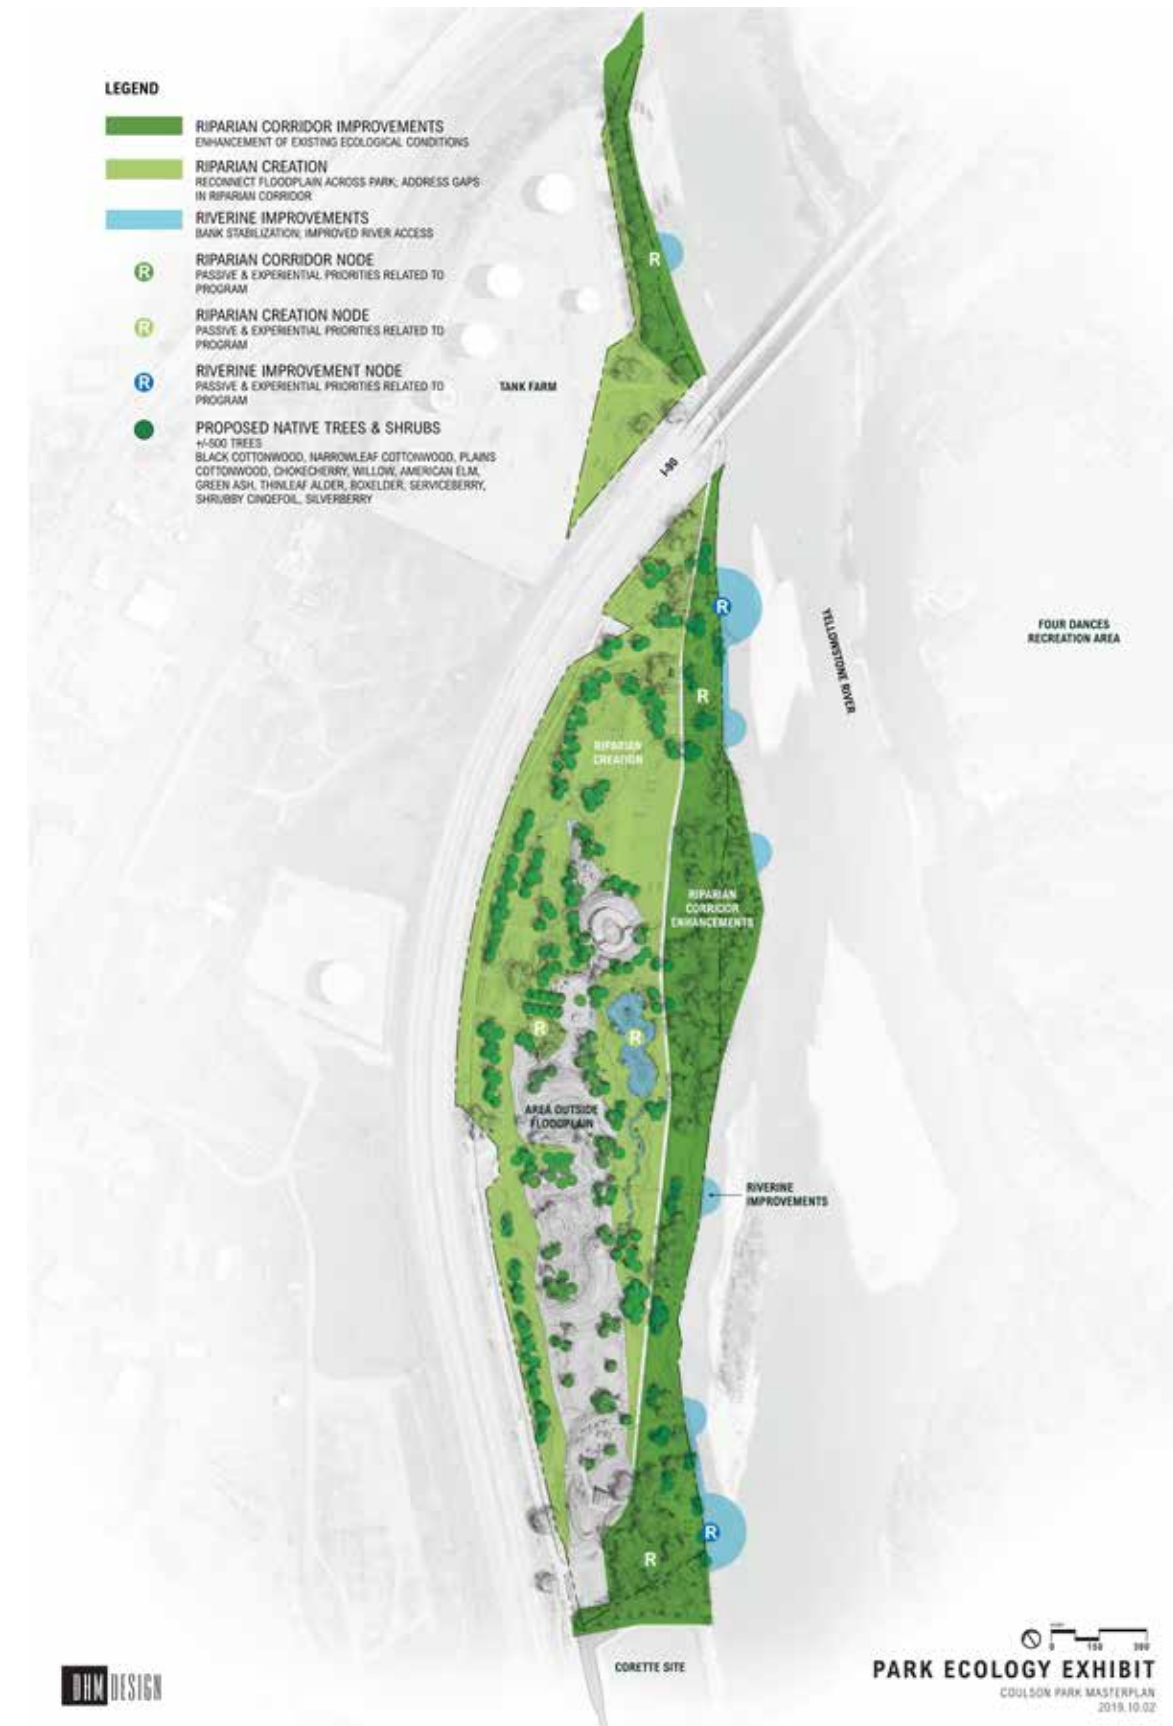 LEGEND
RIPARIAN CORRIDOR IMPROVEMENTS
ENHANCEMENT OF EXISTING ECOLOGICAL CONDITIONS
RIPARIAN CREATION
RECONNECT FLOODPLAIN ACROSS PARK; ADDRESS GAPS
IN RIPARIAN CORRIDOR
RIVERINE IMPROVEMENTS
BANK STABILIZATION; IMPROVED RIVER ACCESS
R
RIPARIAN CORRIDOR NODE
PASSIVE & EXPERIENTIAL PRIORITIES RELATED TO
PROGRAM
R
RIPARIAN CREATION NODE
PASSIVE & EXPERIENTIAL PRIORITIES RELATED TO
PROGRAM
R
RIVERINE IMPROVEMENT NODE
PASSIVE & EXPERIENTIAL PRIORITIES RELATED TO
PROGRAM
PROPOSED NATIVE TREES & SHRUBS
+/-500 TREES
BLACK COTTONWOOD, NARROWLEAF COTTONWOOD, PLAINS
COTTONWOOD, CHOKECHERRY, WILLOW, AMERICAN ELM,
GREEN ASH, THINLEAF ALDER, BOXELDER, SERVICEBERRY,
SHRUBBY CINQEFOIL, SILVERBERRY
R
TANK FARM
I-90
R
YELLOWSTONE RIVER
FOUR DANCES
RECREATION AREA
R
RIPARIAN
CREATION
RIPARIAN
CORRIDOR
ENHANCEMENTS
R
R
AREA OUTSIDE
FLOODPLAIN
RIVERINE
IMPROVEMENTS
R
R
CORETTE SITE
0 150 300
PARK ECOLOGY EXHIBIT
COULSON PARK MASTERPLAN
2019.10.02
DHM DESIGN